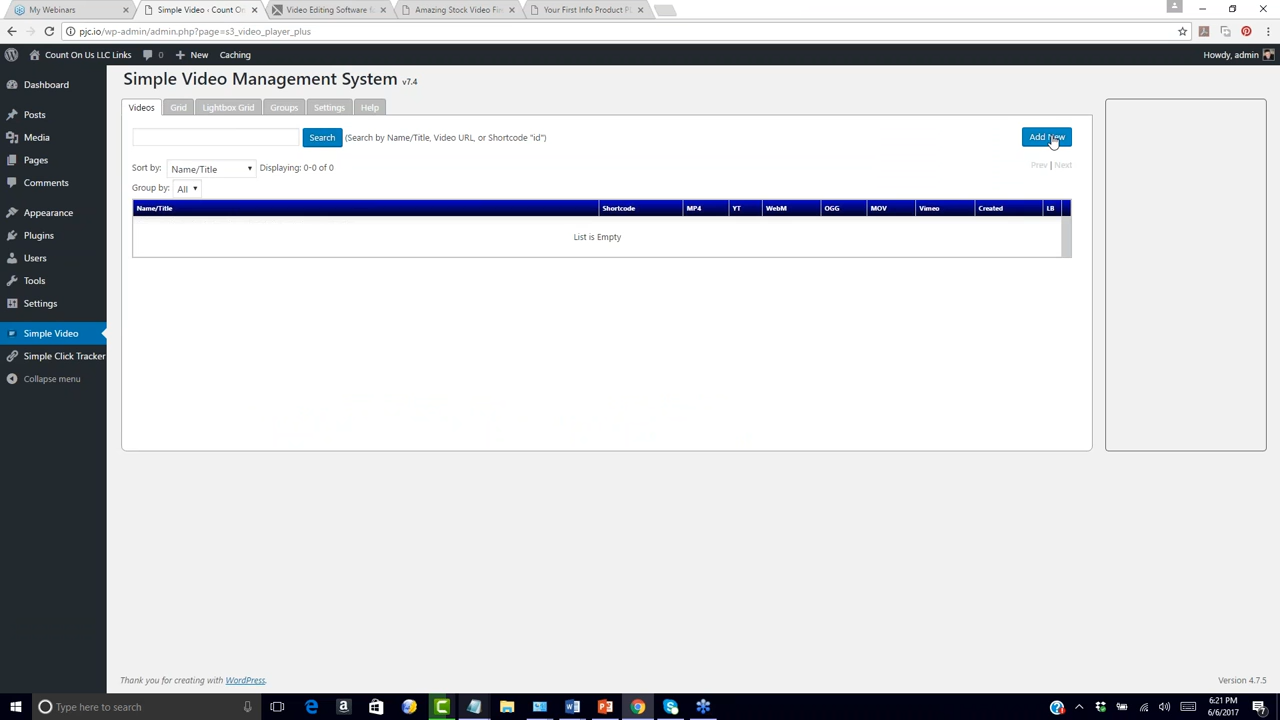 My Webinars
Simple Video ‹ Count On
Video Editing Software fo
Amazing Stock Video Fan
Your First Info Product PL
pjc.io/wp-admin/admin.php?page=s3_video_player_plus
Count On Us LLC Links
0
New
Caching
Howdy, admin
Dashboard
Posts
Media
Pages
Comments
Appearance
Plugins
Users
Tools
Settings
Simple Video
Simple Click Tracker
Collapse menu
Simple Video Management System v7.4
Videos
Grid
Lightbox Grid
Groups
Settings
Help
Search
(Search by Name/Title, Video URL, or Shortcode "id")
Add New
Sort by: Name/Title
Displaying: 0-0 of 0
Prev | Next
Group by: All
Name/Title
Shortcode
MP4
YT
WebM
OGG
MOV
Vimeo
Created
LB
List is Empty
Thank you for creating with WordPress.
Version 4.7.5
Type here to search
6:21 PM
6/6/2017